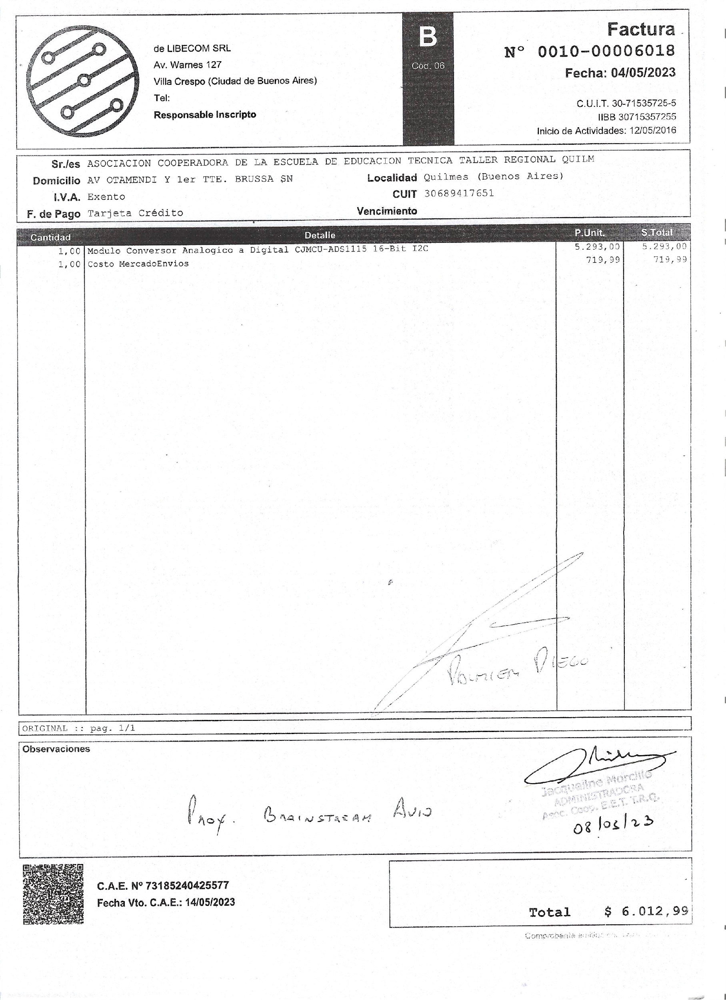 de LIBECOM SRL
Av. Warnes 127
Villa Crespo (Ciudad de Buenos Aires)
Tel:
Responsable Inscripto
B
Cod. 06
Factura
Nº 0010-00006018
Fecha: 04/05/2023
C.U.I.T. 30-71535725-5
IIBB 30715357255
Inicio de Actividades: 12/05/2016
Sr./es ASOCIACION COOPERADORA DE LA ESCUELA DE EDUCACION TECNICA TALLER REGIONAL QUILM
Domicilio AV OTAMENDI Y 1er TTE. BRUSSA SN Localidad Quilmes (Buenos Aires)
I.V.A. Exento CUIT 30689417651
F. de Pago Tarjeta Crédito Vencimiento
Cantidad Detalle P.Unit. S.Total
1,00 Modulo Conversor Analogico a Digital CJMCU-ADS1115 16-Bit I2C 5.293,00 5.293,00
1,00 Costo MercadoEnvios 719,99 719,99
DIEGO
ORIGINAL :: pag. 1/1
Observaciones
Jacqueline Morcillo
ADMINISTRADORA
Asoc. Coop. E.E.T. T.R.Q.
08/05/23
BRAINSTREAM
C.A.E. Nº 73185240425577
Fecha Vto. C.A.E.: 14/05/2023
Total $ 6.012,99
Comprobante